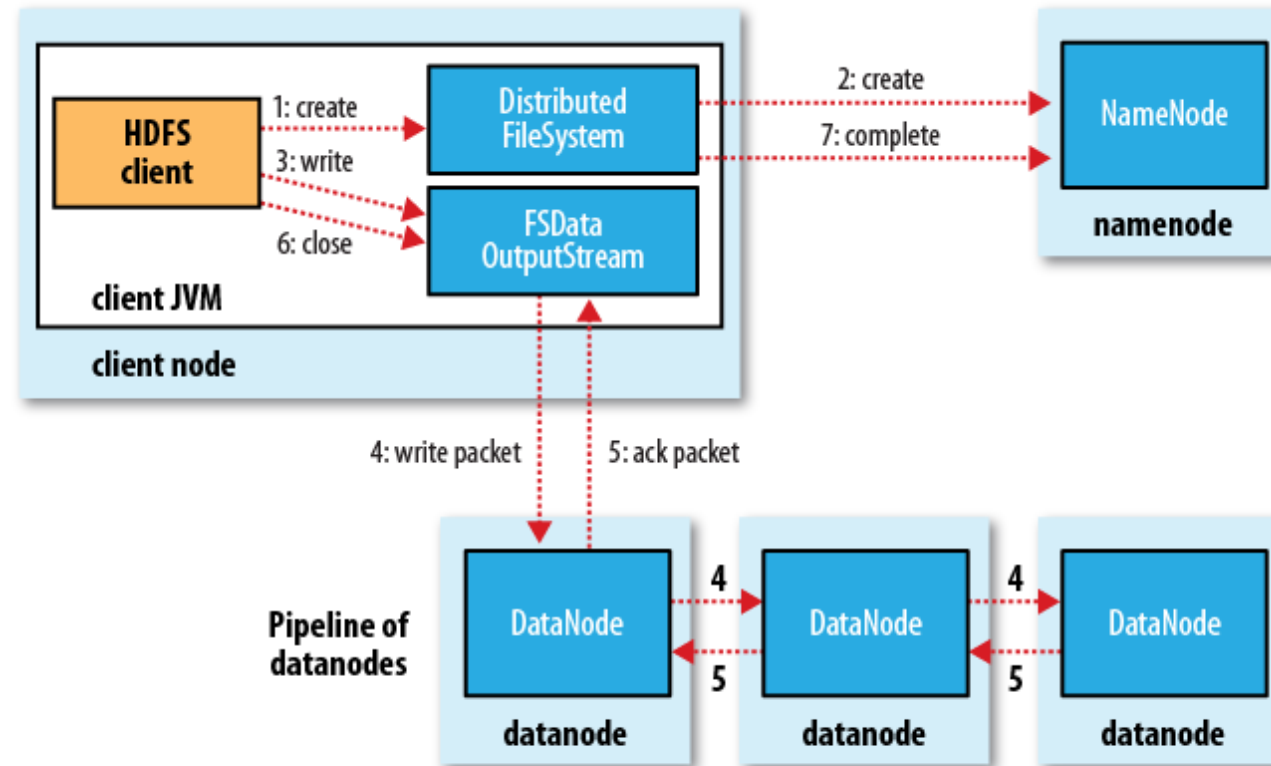 1: create
Distributed
FileSystem
2: create
NameNode
HDFS
client
3: write
7: complete
6: close
FSData
OutputStream
namenode
client JVM
client node
4: write packet
5: ack packet
Pipeline of
datanodes
DataNode
4
5
DataNode
4
5
DataNode
datanode
datanode
datanode